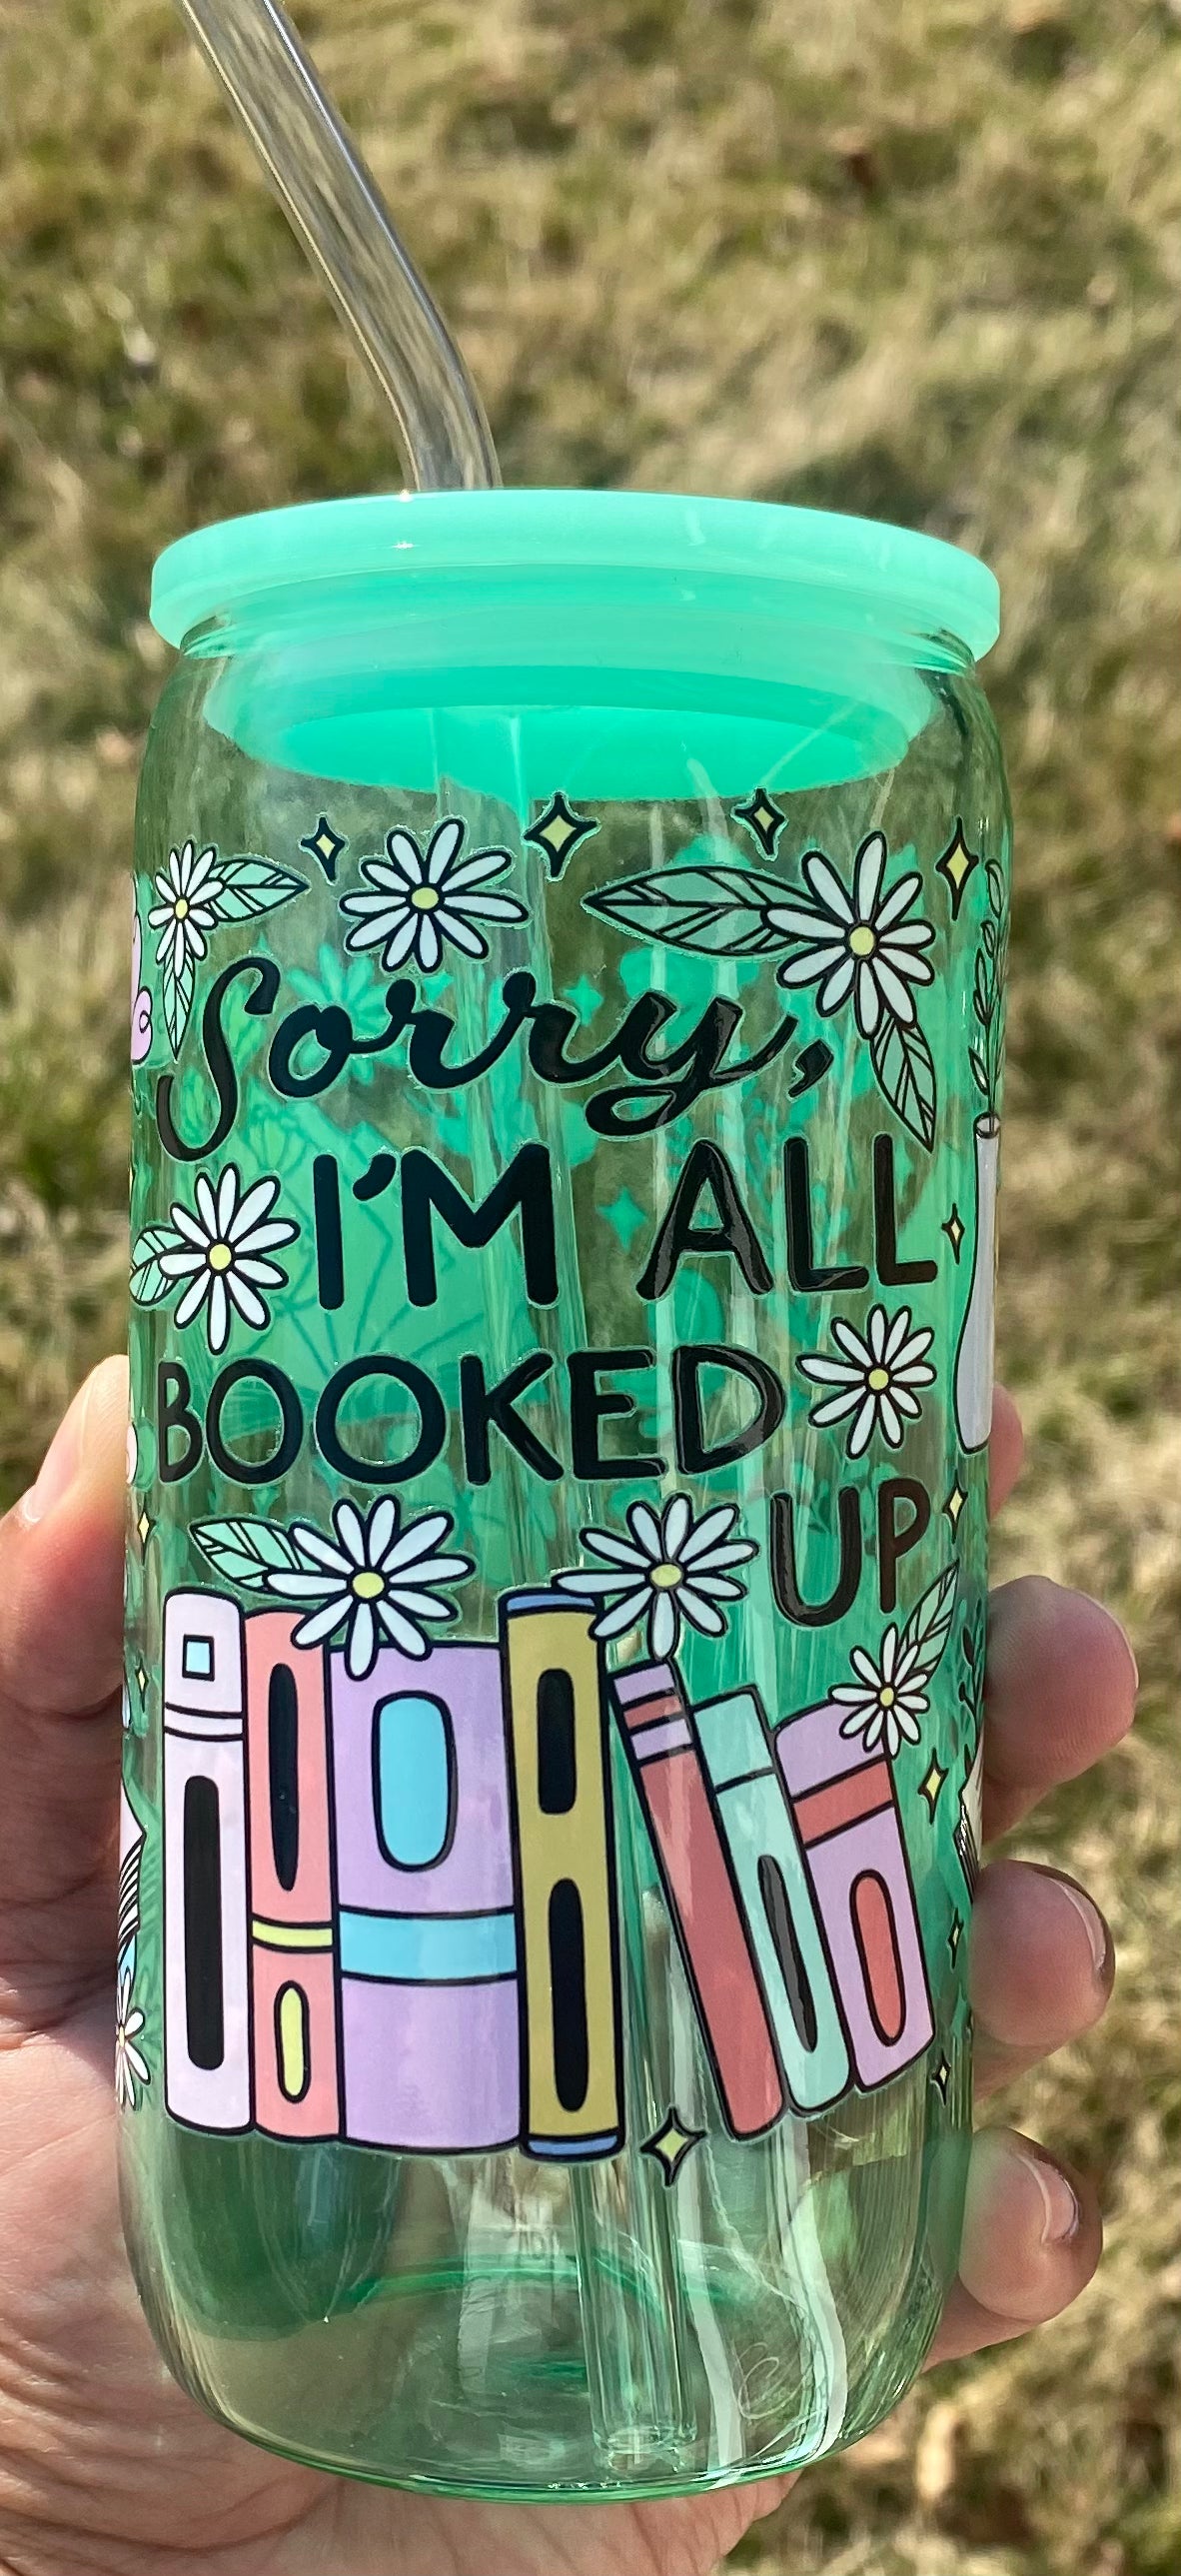 Sorry,
I'M ALL
BOOKED
UP